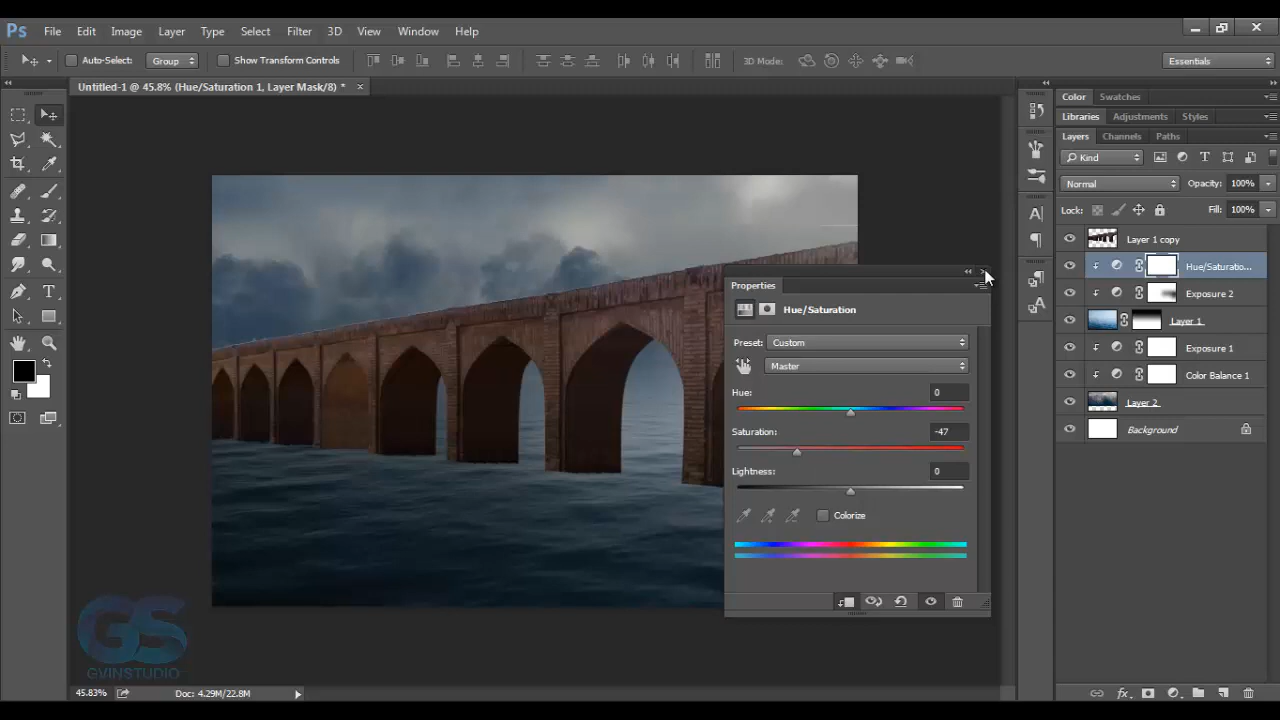 Ps File Edit Image Layer Type Select Filter 3D View Window Help
Auto-Select: Group Show Transform Controls 3D Mode: Essentials
Untitled-1 @ 45.8% (Hue/Saturation 1, Layer Mask/8) *
Color Swatches
Libraries Adjustments Styles
Layers Channels Paths
Kind
Normal Opacity: 100%
Lock: Fill: 100%
Layer 1 copy
Hue/Saturatio...
Exposure 2
Layer 1
Exposure 1
Color Balance 1
Layer 2
Background
Properties
Hue/Saturation
Preset: Custom
Master
Hue: 0
Saturation: -47
Lightness: 0
Colorize
GS
GVINSTUDIO
45.83% Doc: 4.29M/22.8M